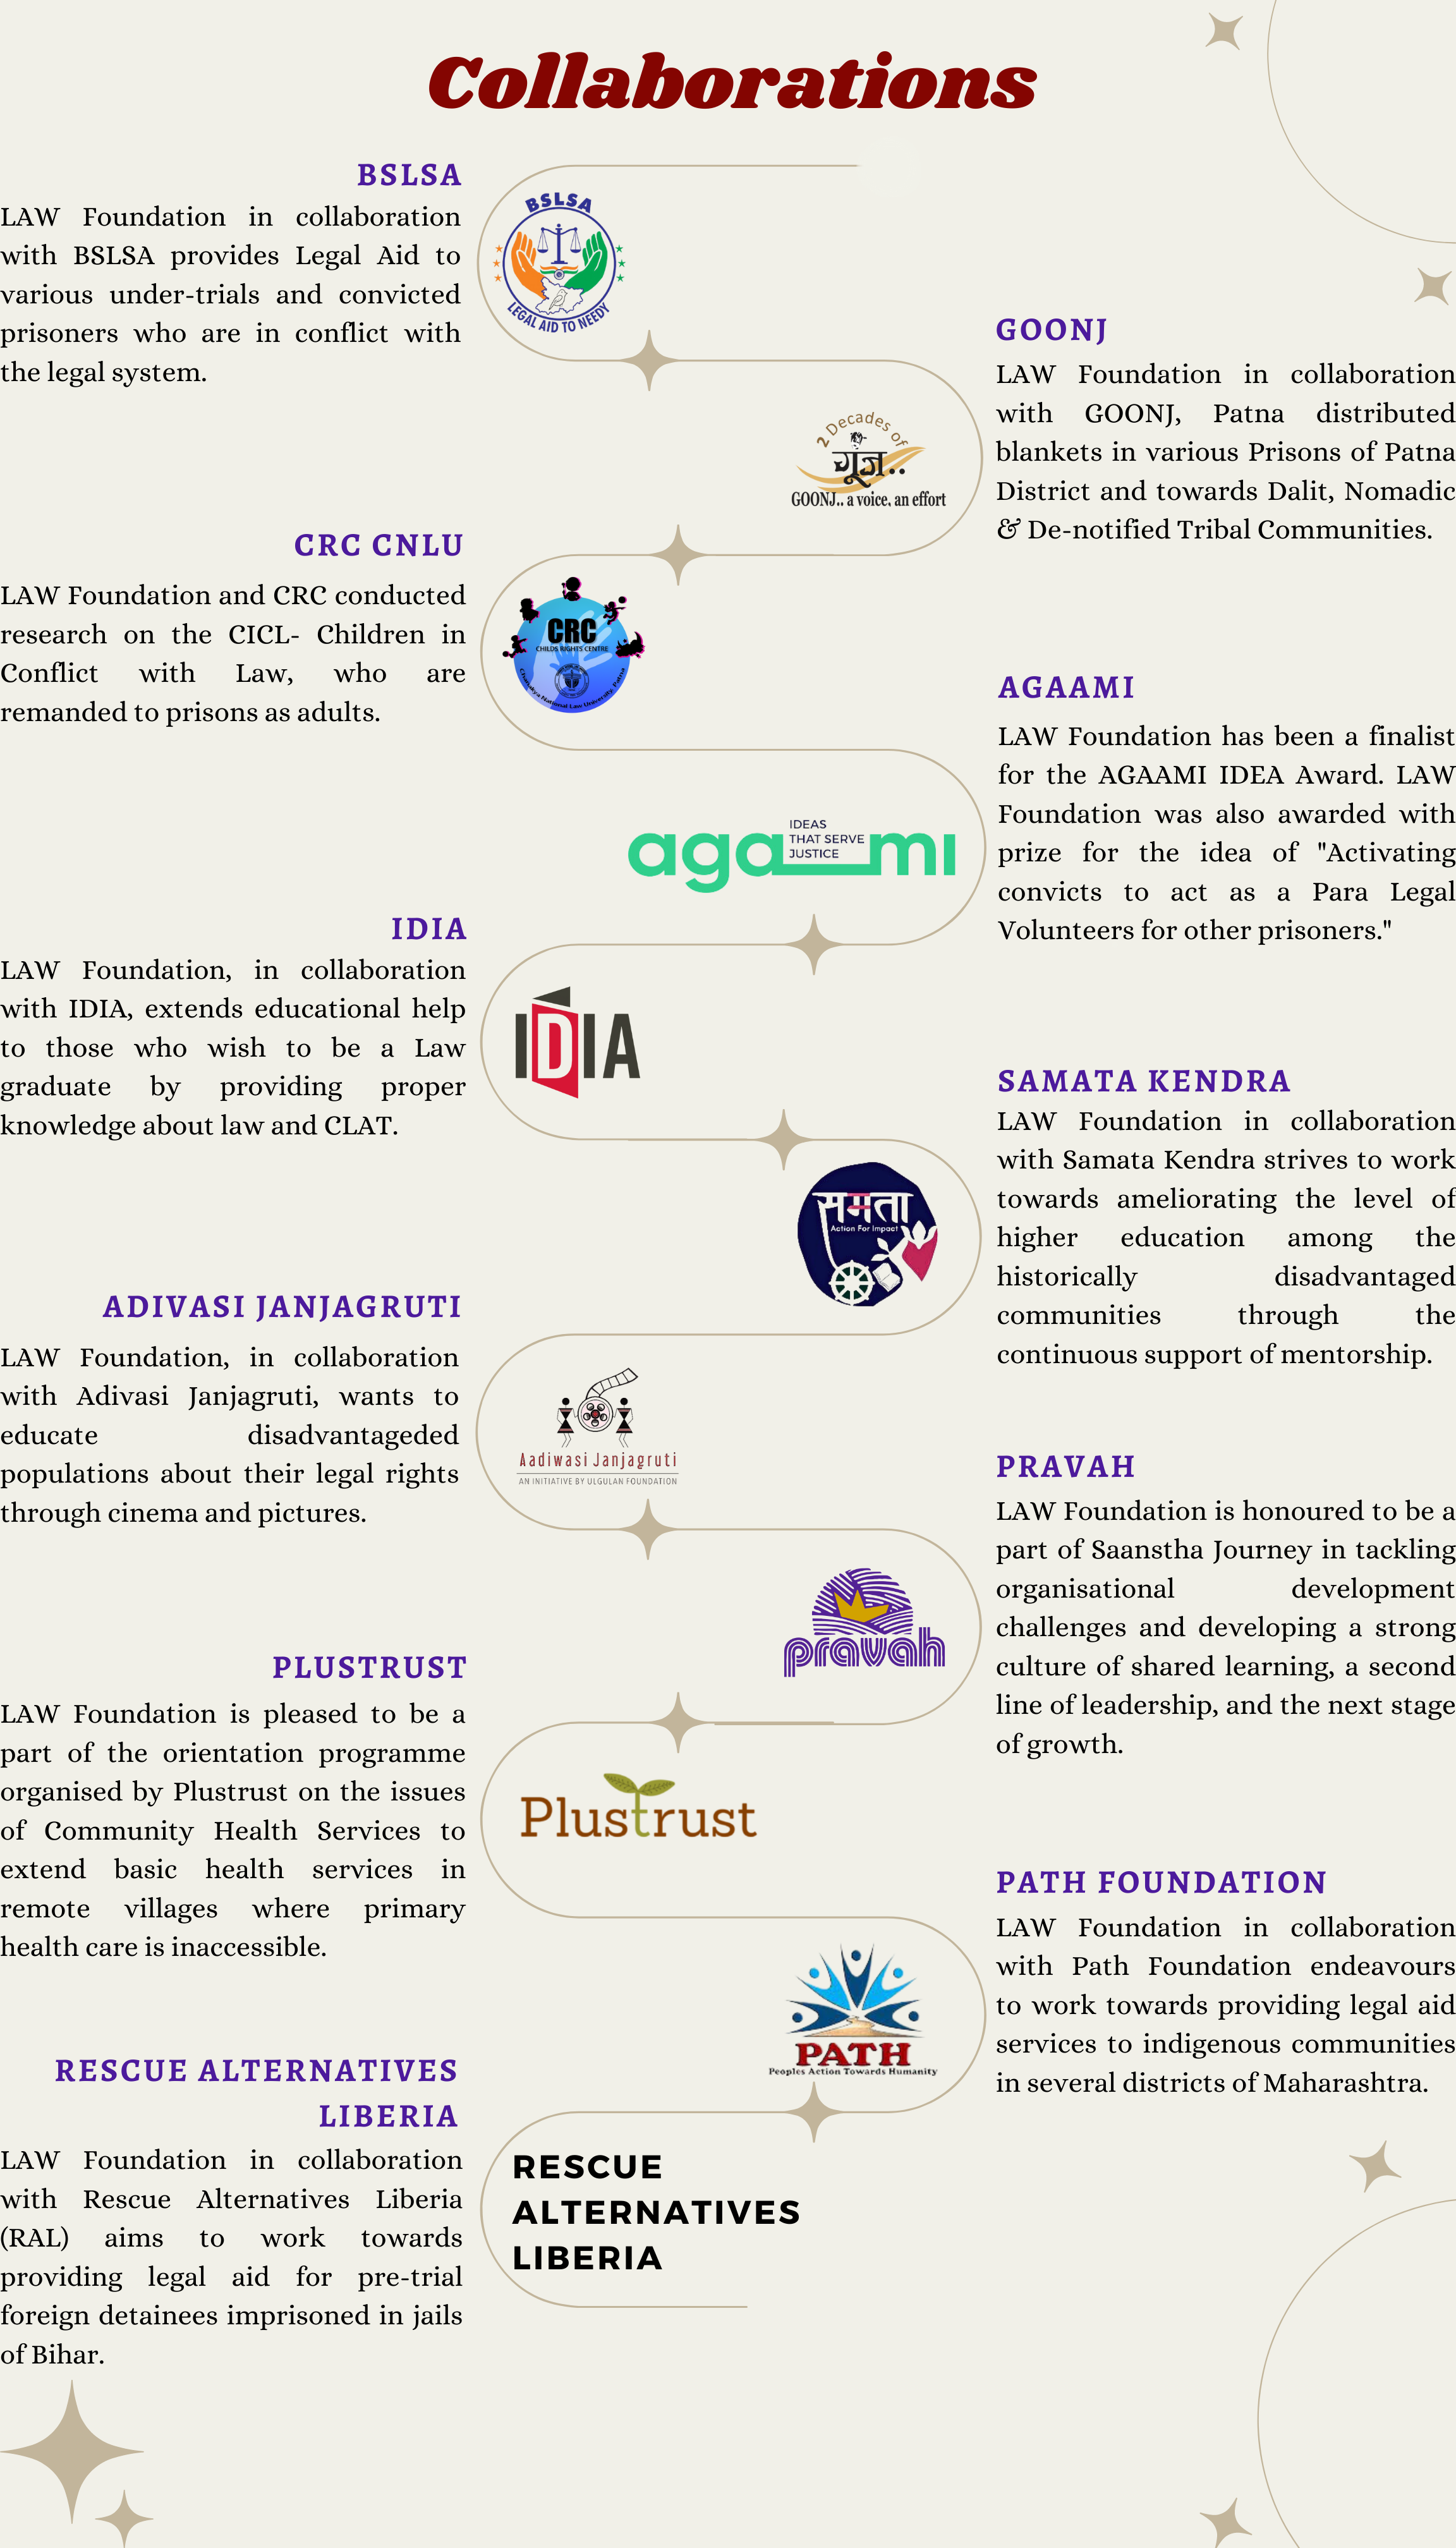 Collaborations
BSLSA
LAW Foundation in collaboration
with BSLSA provides Legal Aid to
various under-trials and convicted
prisoners who are in conflict with
the legal system.
BSLSA
LEGAL AID TO NEEDY
GOONJ
LAW Foundation in collaboration
with GOONJ, Patna distributed
blankets in various Prisons of Patna
District and towards Dalit, Nomadic
& De-notified Tribal Communities.
2 Decades of
गूंज..
GOONJ.. a voice, an effort
CRC CNLU
LAW Foundation and CRC conducted
research on the CICL- Children in
Conflict with Law, who are
remanded to prisons as adults.
CRC
CHILDS RIGHTS CENTRE
Chanakya National Law University, Patna
AGAAMI
LAW Foundation has been a finalist
for the AGAAMI IDEA Award. LAW
Foundation was also awarded with
prize for the idea of "Activating
convicts to act as a Para Legal
Volunteers for other prisoners."
agaami
IDEAS
THAT SERVE
JUSTICE
IDIA
LAW Foundation, in collaboration
with IDIA, extends educational help
to those who wish to be a Law
graduate by providing proper
knowledge about law and CLAT.
IDIA
SAMATA KENDRA
LAW Foundation in collaboration
with Samata Kendra strives to work
towards ameliorating the level of
higher education among the
historically disadvantaged
communities through the
continuous support of mentorship.
समता
Action For Impact
ADIVASI JANJAGRUTI
LAW Foundation, in collaboration
with Adivasi Janjagruti, wants to
educate disadvantageded
populations about their legal rights
through cinema and pictures.
Aadiwasi Janjagruti
AN INITIATIVE BY ULGULAN FOUNDATION
PRAVAH
LAW Foundation is honoured to be a
part of Saanstha Journey in tackling
organisational development
challenges and developing a strong
culture of shared learning, a second
line of leadership, and the next stage
of growth.
pravah
PLUSTRUST
LAW Foundation is pleased to be a
part of the orientation programme
organised by Plustrust on the issues
of Community Health Services to
extend basic health services in
remote villages where primary
health care is inaccessible.
Plustrust
PATH FOUNDATION
LAW Foundation in collaboration
with Path Foundation endeavours
to work towards providing legal aid
services to indigenous communities
in several districts of Maharashtra.
PATH
Peoples Action Towards Humanity
RESCUE ALTERNATIVES
LIBERIA
LAW Foundation in collaboration
with Rescue Alternatives Liberia
(RAL) aims to work towards
providing legal aid for pre-trial
foreign detainees imprisoned in jails
of Bihar.
RESCUE
ALTERNATIVES
LIBERIA